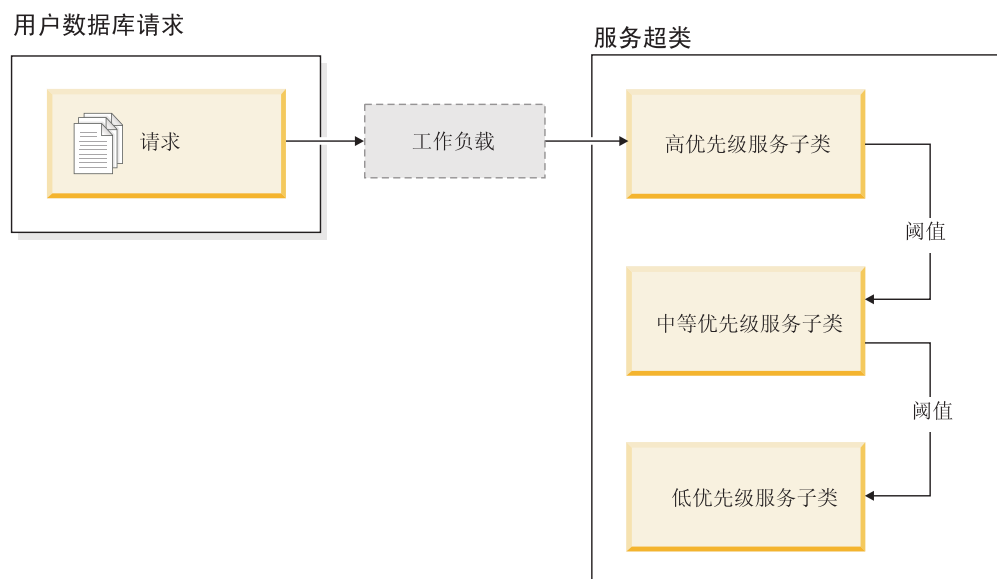 用户数据库请求
服务超类
请求
工作负载
高优先级服务子类
阈值
中等优先级服务子类
阈值
低优先级服务子类